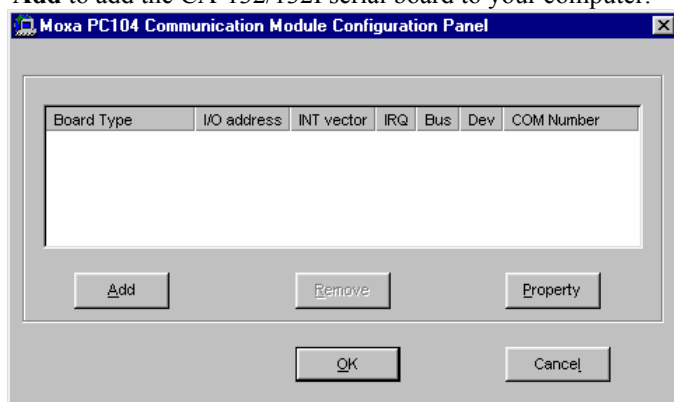 Add to add the CA-132/132I serial board to your computer.
Moxa PC104 Communication Module Configuration Panel
Board Type I/O address INT vector IRQ Bus Dev COM Number
Add Remove Property
OK Cancel